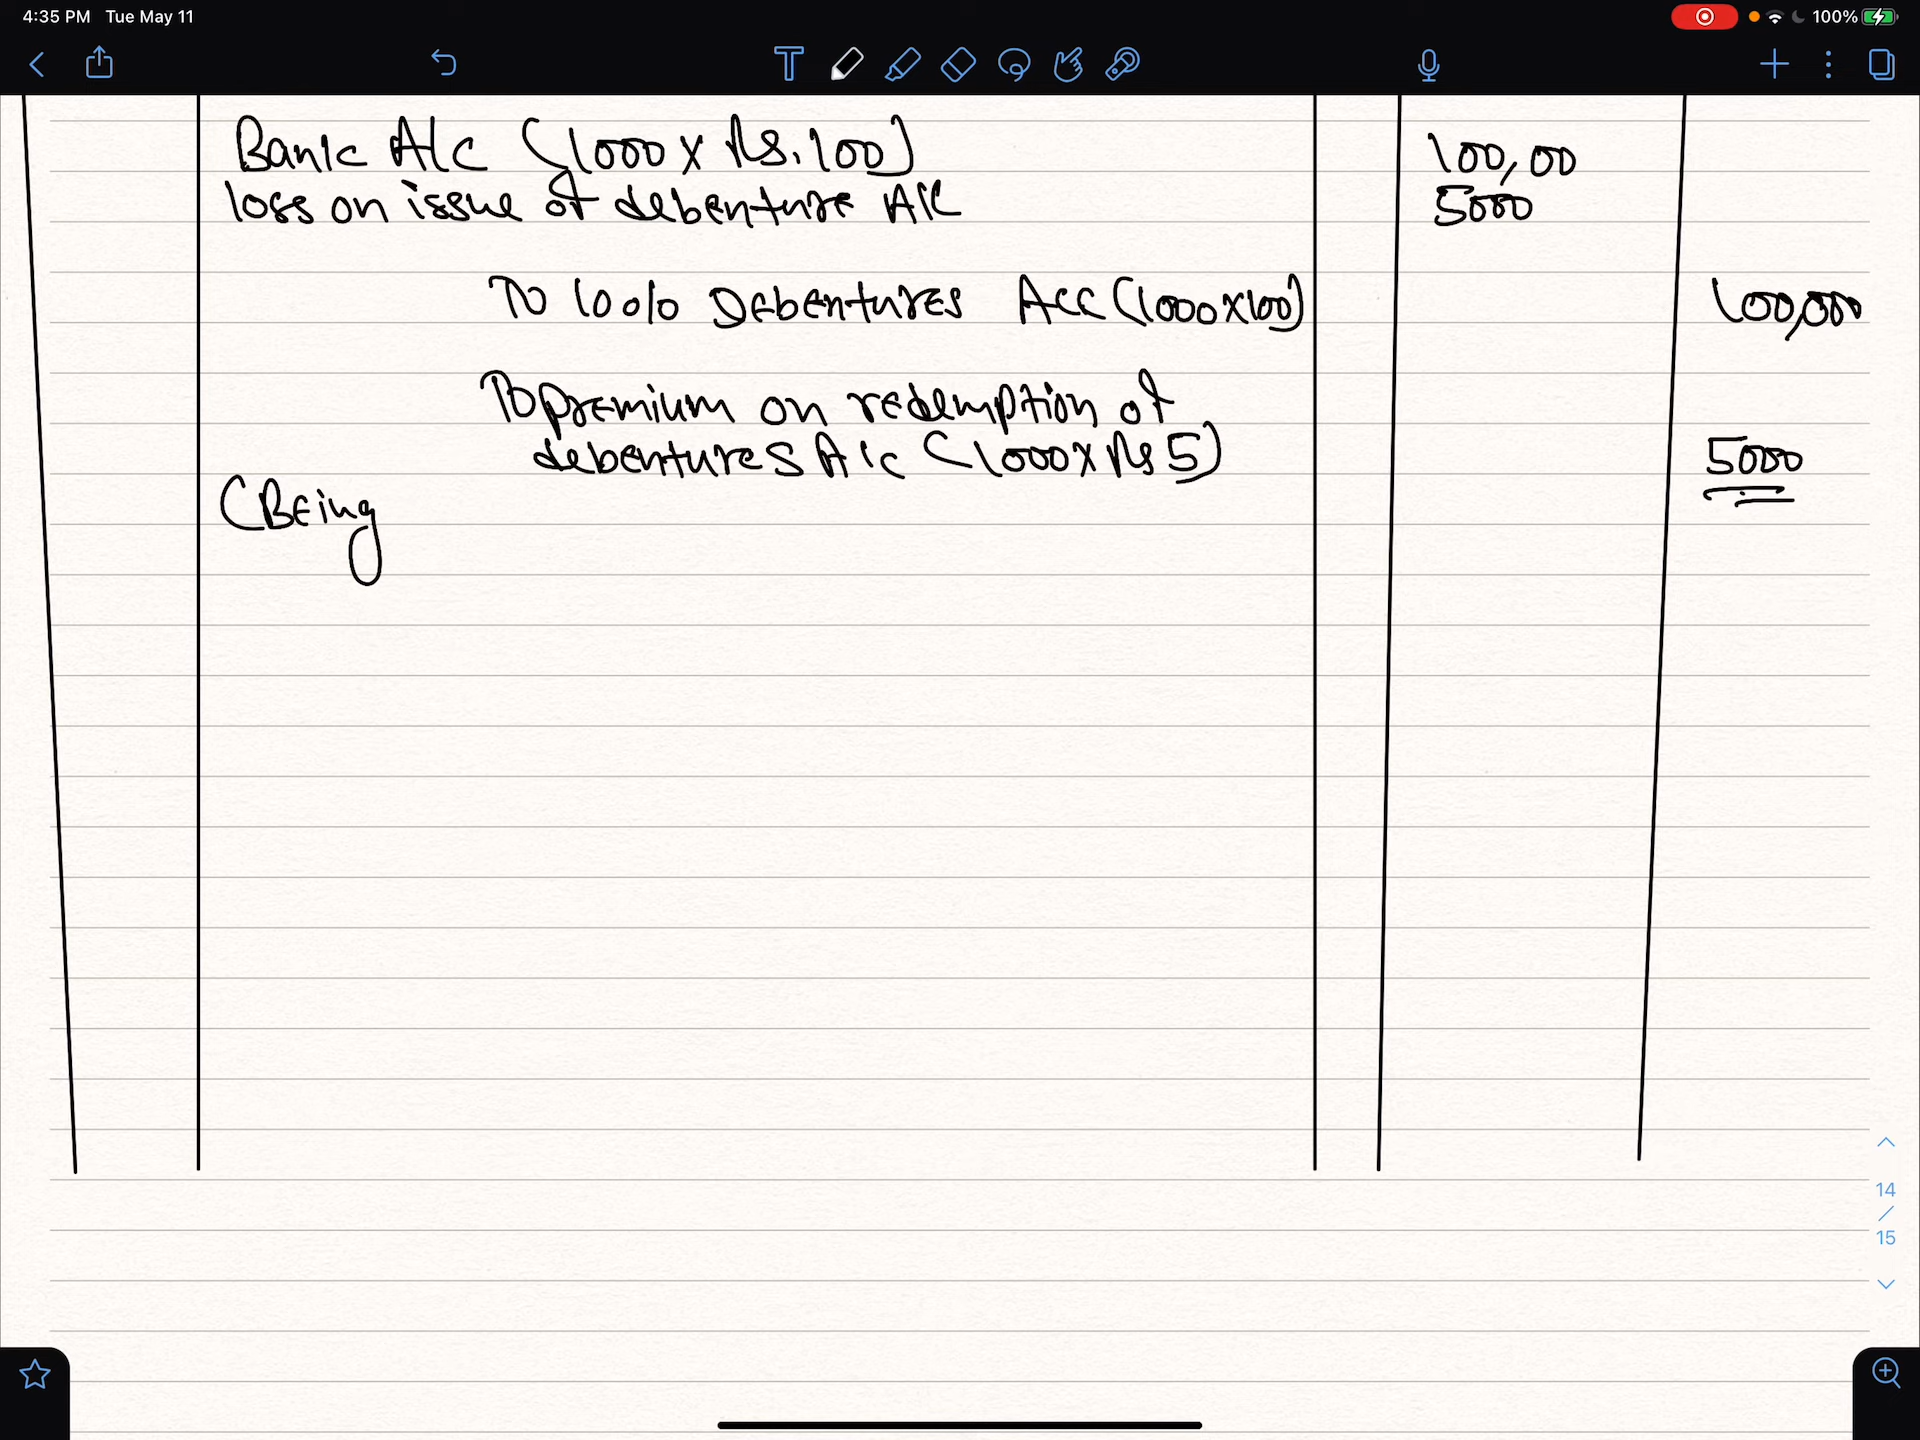 4:35 PM Tue May 11
100%
T
Bank A/c (1000 x Rs. 100) 100,00
loss on issue of debenture A/c 5000
To 10% Debentures Acc (1000x100) 100,000
To premium on redemption of
debentures A/c (1000 x Rs 5) 5000
(Being
14
/
15